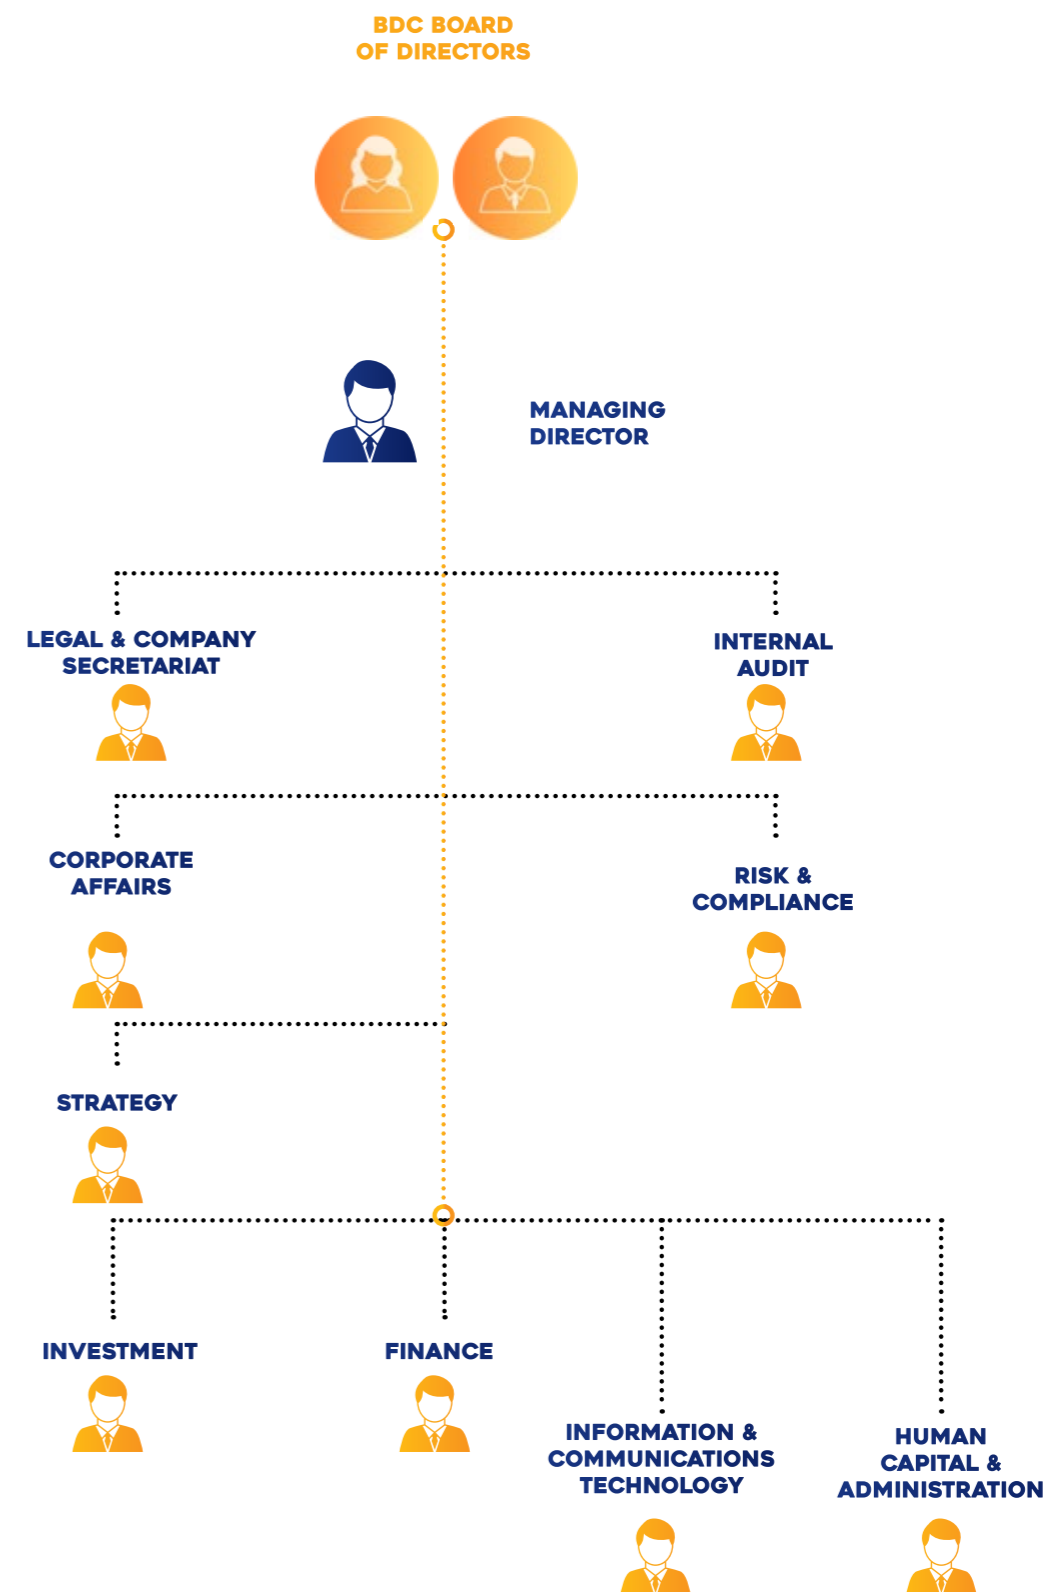 BDC BOARD
OF DIRECTORS
MANAGING
DIRECTOR
LEGAL & COMPANY
SECRETARIAT
INTERNAL
AUDIT
CORPORATE
AFFAIRS
RISK &
COMPLIANCE
STRATEGY
INVESTMENT
FINANCE
INFORMATION &
COMMUNICATIONS
TECHNOLOGY
HUMAN
CAPITAL &
ADMINISTRATION